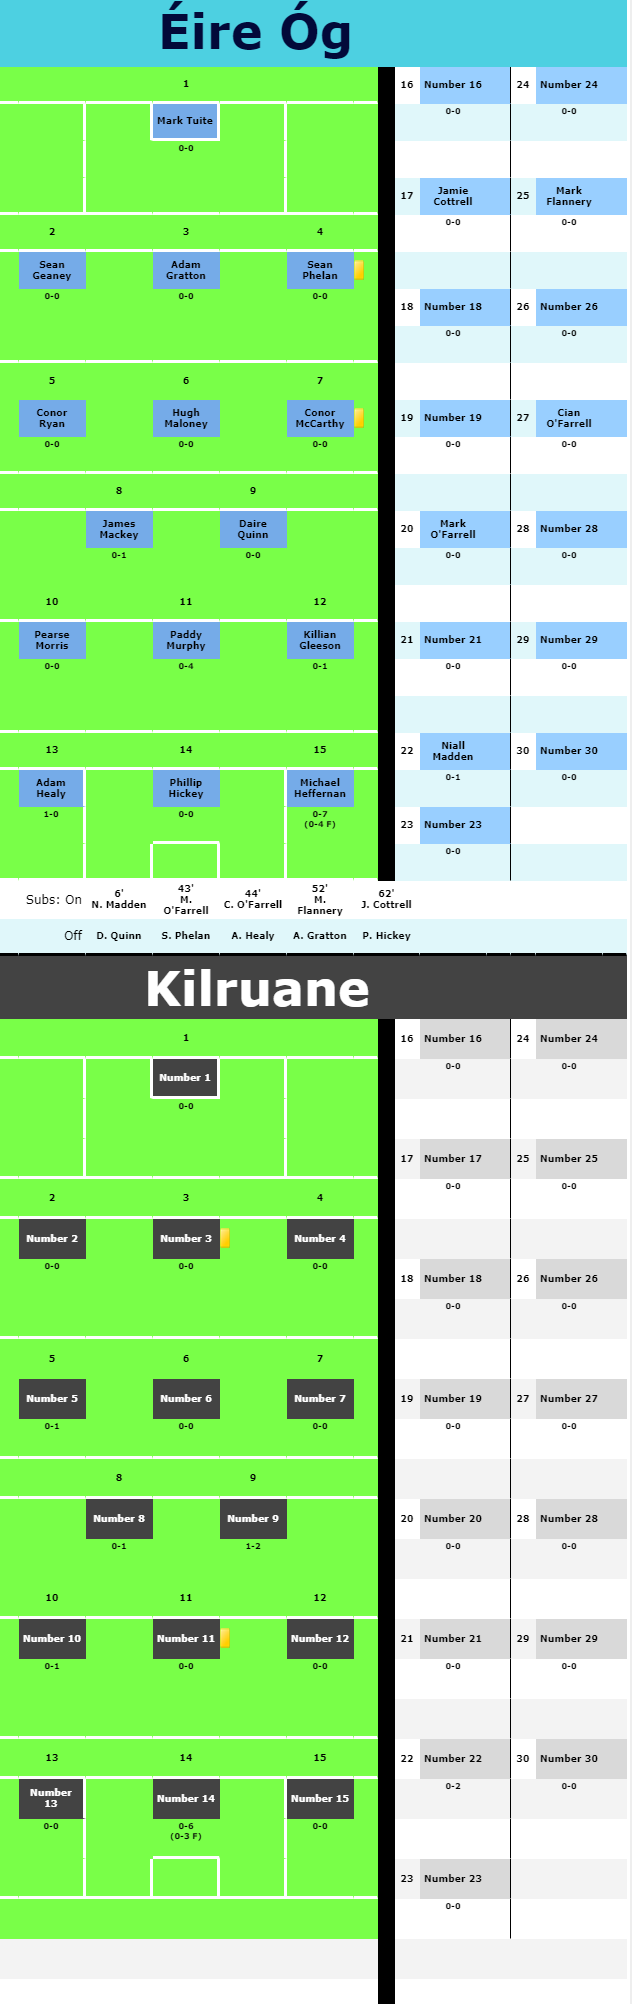 Éire Óg
1
16 Number 16 24 Number 24
Mark Tuite
0-0 0-0
0-0
17 Jamie Cottrell 25 Mark Flannery
0-0 0-0
2 3 4
Sean Geaney Adam Gratton Sean Phelan
0-0 0-0 0-0
18 Number 18 26 Number 26
0-0 0-0
5 6 7
Conor Ryan Hugh Maloney Conor McCarthy
19 Number 19 27 Cian O'Farrell
0-0 0-0 0-0
0-0 0-0
8 9
James Mackey Daire Quinn
20 Mark O'Farrell 28 Number 28
0-1 0-0
0-0 0-0
10 11 12
Pearse Morris Paddy Murphy Killian Gleeson
21 Number 21 29 Number 29
0-0 0-4 0-1
0-0 0-0
13 14 15
22 Niall Madden 30 Number 30
Adam Healy Phillip Hickey Michael Heffernan
0-1 0-0
1-0 0-0 0-7
(0-4 F)
23 Number 23
0-0
Subs: On 6' N. Madden 43' M. O'Farrell 44' C. O'Farrell 52' M. Flannery 62' J. Cottrell
Off D. Quinn S. Phelan A. Healy A. Gratton P. Hickey
Kilruane
1
16 Number 16 24 Number 24
0-0 0-0
Number 1
0-0
17 Number 17 25 Number 25
0-0 0-0
2 3 4
Number 2 Number 3 Number 4
0-0 0-0 0-0
18 Number 18 26 Number 26
0-0 0-0
5 6 7
Number 5 Number 6 Number 7
19 Number 19 27 Number 27
0-1 0-0 0-0
0-0 0-0
8 9
Number 8 Number 9
20 Number 20 28 Number 28
0-1 1-2
0-0 0-0
10 11 12
Number 10 Number 11 Number 12
21 Number 21 29 Number 29
0-1 0-0 0-0
0-0 0-0
13 14 15
22 Number 22 30 Number 30
0-2 0-0
Number 13 Number 14 Number 15
0-0 0-6 0-0
(0-3 F)
23 Number 23
0-0